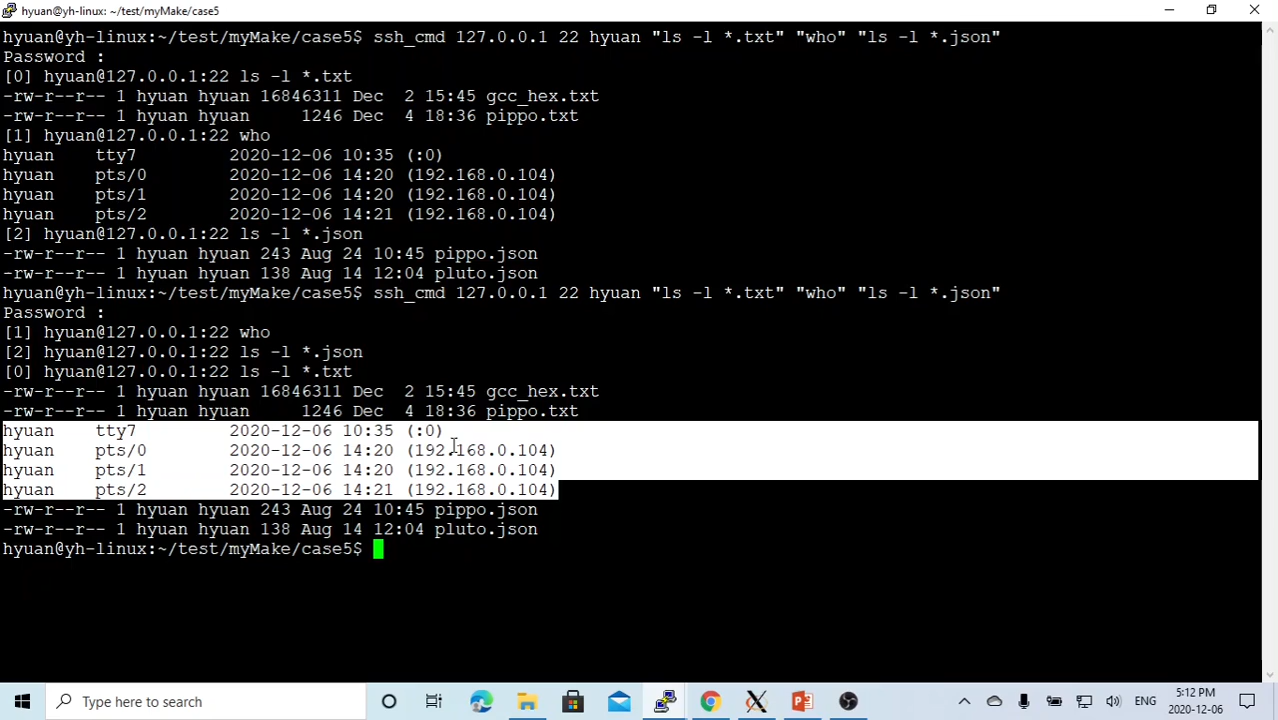 hyuan@yh-linux: ~/test/myMake/case5
hyuan@yh-linux:~/test/myMake/case5$ ssh_cmd 127.0.0.1 22 hyuan "ls -l *.txt" "who" "ls -l *.json"
Password :
[0] hyuan@127.0.0.1:22 ls -l *.txt
-rw-r--r-- 1 hyuan hyuan 16846311 Dec  2 15:45 gcc_hex.txt
-rw-r--r-- 1 hyuan hyuan     1246 Dec  4 18:36 pippo.txt
[1] hyuan@127.0.0.1:22 who
hyuan    tty7         2020-12-06 10:35 (:0)
hyuan    pts/0        2020-12-06 14:20 (192.168.0.104)
hyuan    pts/1        2020-12-06 14:20 (192.168.0.104)
hyuan    pts/2        2020-12-06 14:21 (192.168.0.104)
[2] hyuan@127.0.0.1:22 ls -l *.json
-rw-r--r-- 1 hyuan hyuan 243 Aug 24 10:45 pippo.json
-rw-r--r-- 1 hyuan hyuan 138 Aug 14 12:04 pluto.json
hyuan@yh-linux:~/test/myMake/case5$ ssh_cmd 127.0.0.1 22 hyuan "ls -l *.txt" "who" "ls -l *.json"
Password :
[1] hyuan@127.0.0.1:22 who
[2] hyuan@127.0.0.1:22 ls -l *.json
[0] hyuan@127.0.0.1:22 ls -l *.txt
-rw-r--r-- 1 hyuan hyuan 16846311 Dec  2 15:45 gcc_hex.txt
-rw-r--r-- 1 hyuan hyuan     1246 Dec  4 18:36 pippo.txt
hyuan    tty7         2020-12-06 10:35 (:0)
hyuan    pts/0        2020-12-06 14:20 (192.168.0.104)
hyuan    pts/1        2020-12-06 14:20 (192.168.0.104)
hyuan    pts/2        2020-12-06 14:21 (192.168.0.104)
-rw-r--r-- 1 hyuan hyuan 243 Aug 24 10:45 pippo.json
-rw-r--r-- 1 hyuan hyuan 138 Aug 14 12:04 pluto.json
hyuan@yh-linux:~/test/myMake/case5$
Type here to search
ENG
5:12 PM
2020-12-06